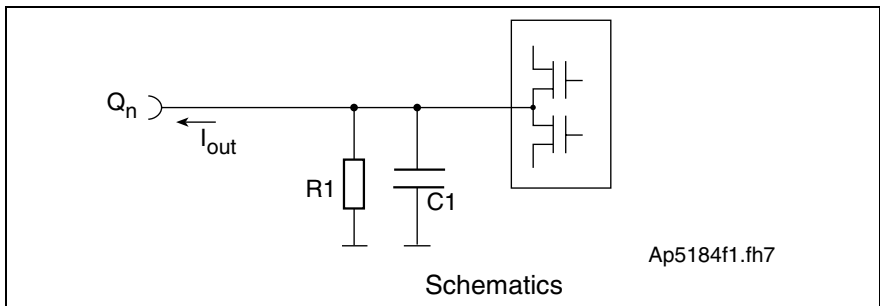 Qn
Iout
R1
C1
Ap5184f1.fh7
Schematics